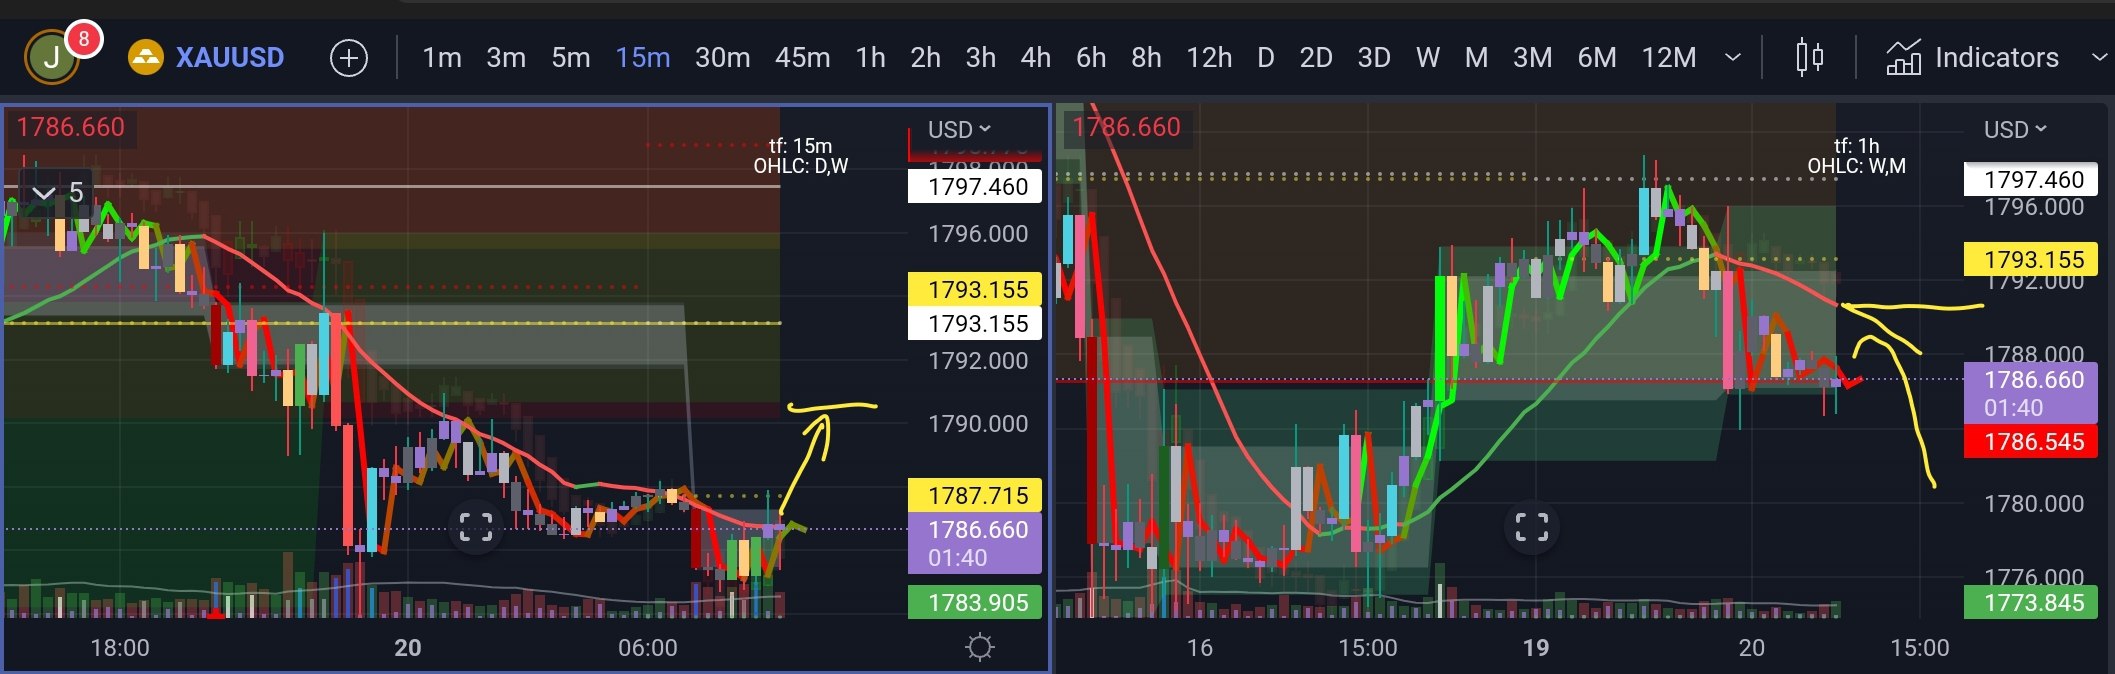 J 8 XAUUSD 1m 3m 5m 15m 30m 45m 1h 2h 3h 4h 6h 8h 12h D 2D 3D W M 3M 6M 12M Indicators
1786.660
tf: 15m
OHLC: D,W
5
USD
1797.460
1796.000
1793.155
1793.155
1792.000
1790.000
1787.715
1786.660
01:40
1783.905
18:00 20 06:00
1786.660
tf: 1h
OHLC: W,M
USD
1797.460
1796.000
1793.155
1792.000
1788.000
1786.660
01:40
1786.545
1780.000
1776.000
1773.845
16 15:00 19 20 15:00